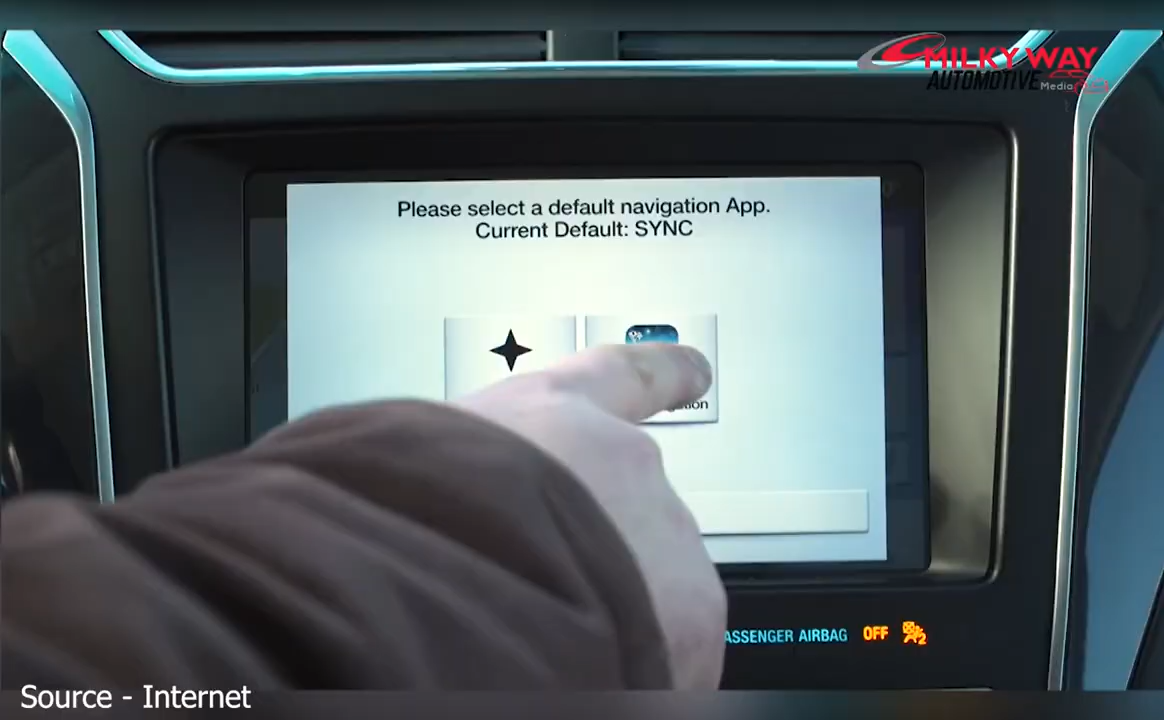 MILKY WAY
AUTOMOTIVE Media
Please select a default navigation App.
Current Default: SYNC
PASSENGER AIRBAG OFF
Source - Internet